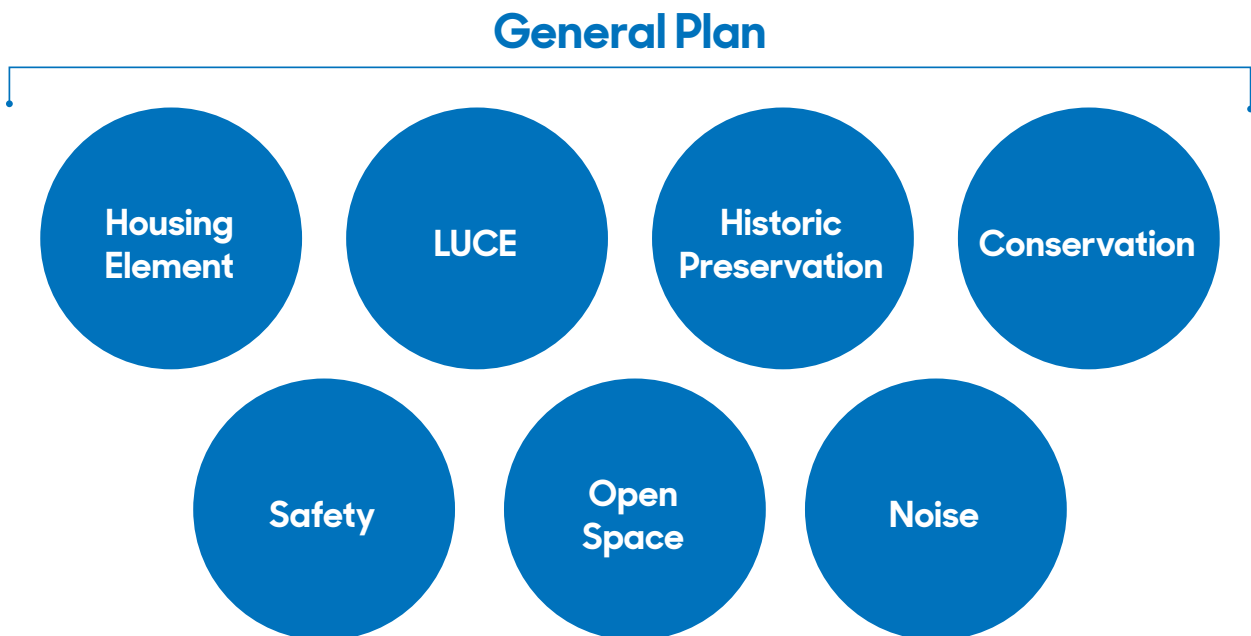 General Plan
Housing
Element
LUCE
Historic
Preservation
Conservation
Safety
Open
Space
Noise